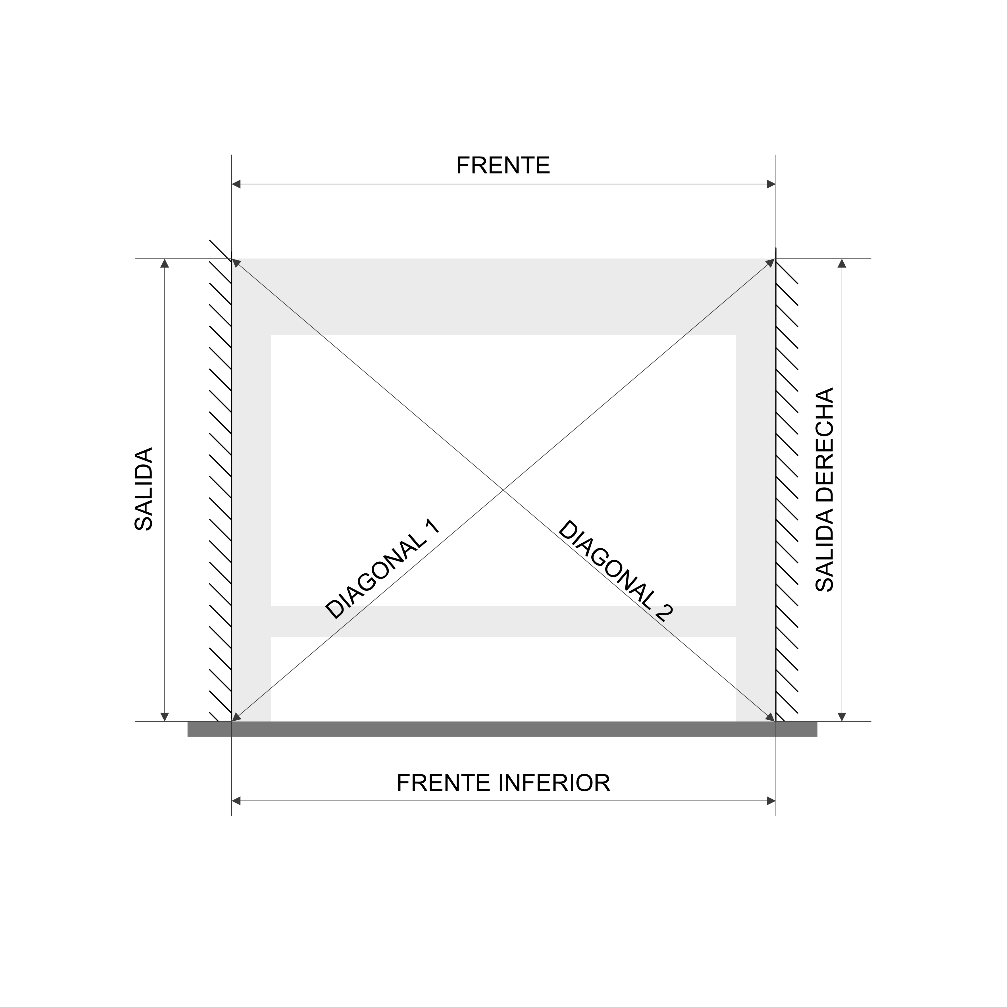 FRENTE
SALIDA
SALIDA DERECHA
DIAGONAL 1
DIAGONAL 2
FRENTE INFERIOR